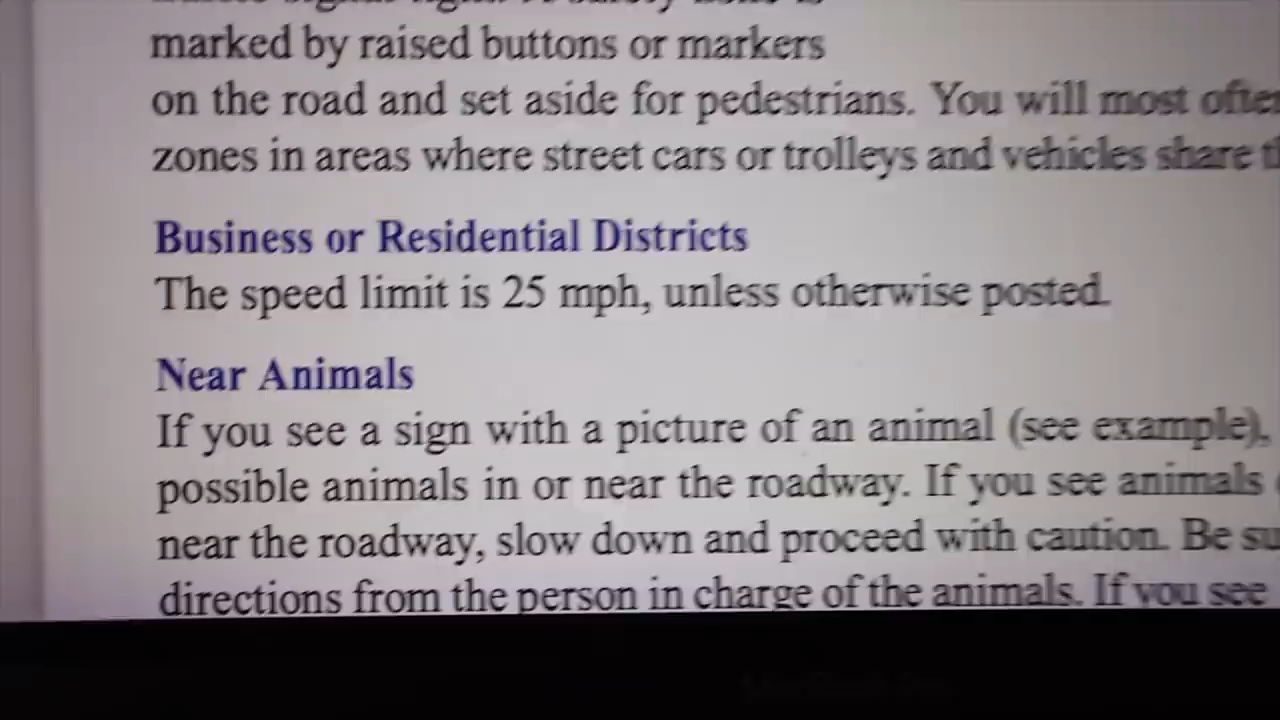 marked by raised buttons or markers
on the road and set aside for pedestrians. You will most
zones in areas where street cars or trolleys and vehicles share
Business or Residential Districts
The speed limit is 25 mph, unless otherwise posted.
Near Animals
If you see a sign with a picture of an animal (see example),
possible animals in or near the roadway. If you see animals
near the roadway, slow down and proceed with caution. Be
directions from the person in charge of the animals. If you see